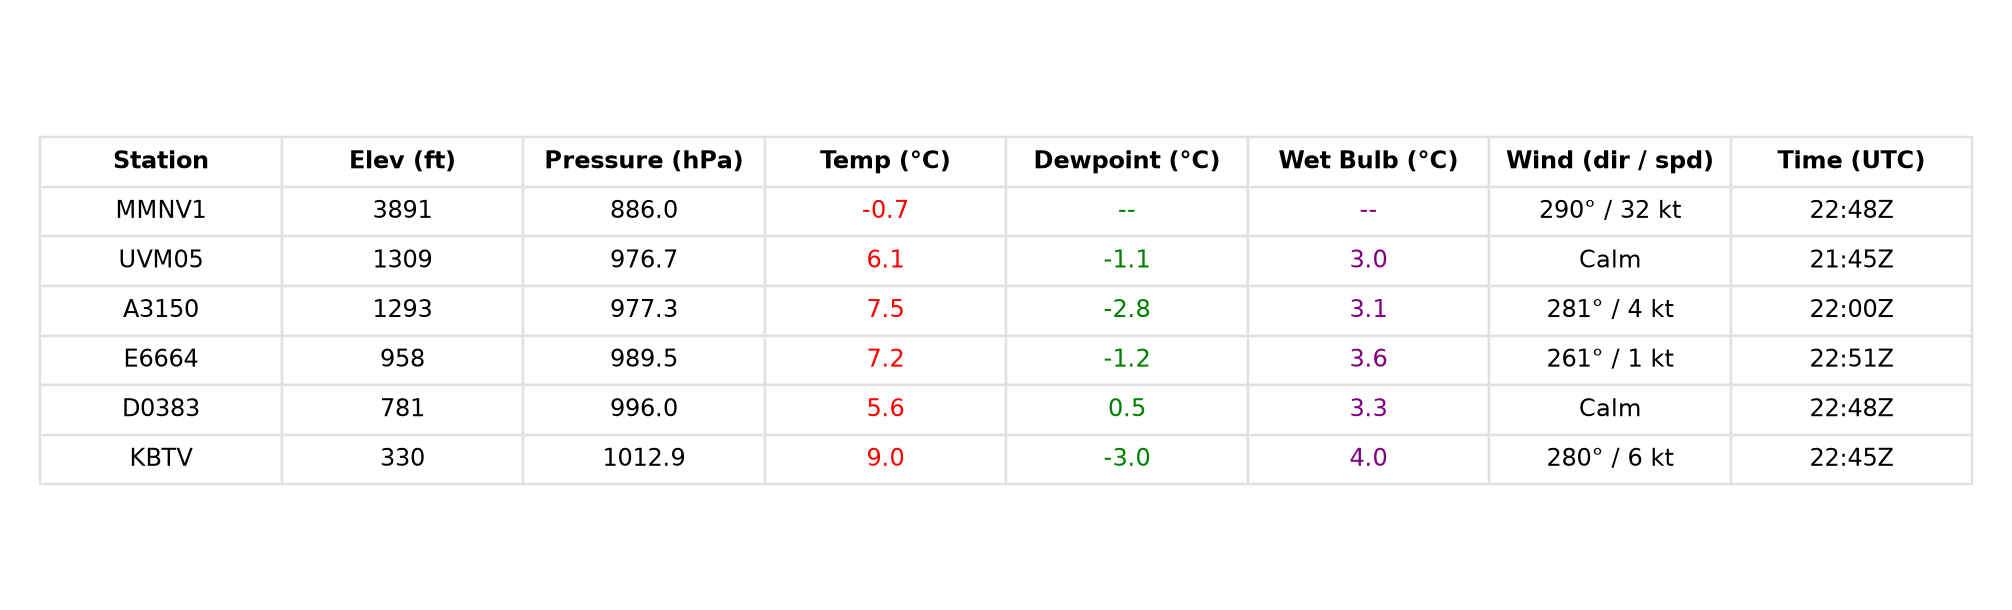 Station Elev (ft) Pressure (hPa) Temp (°C) Dewpoint (°C) Wet Bulb (°C) Wind (dir / spd) Time (UTC)
MMNV1 3891 886.0 -0.7 -- -- 290° / 32 kt 22:48Z
UVM05 1309 976.7 6.1 -1.1 3.0 Calm 21:45Z
A3150 1293 977.3 7.5 -2.8 3.1 281° / 4 kt 22:00Z
E6664 958 989.5 7.2 -1.2 3.6 261° / 1 kt 22:51Z
D0383 781 996.0 5.6 0.5 3.3 Calm 22:48Z
KBTV 330 1012.9 9.0 -3.0 4.0 280° / 6 kt 22:45Z